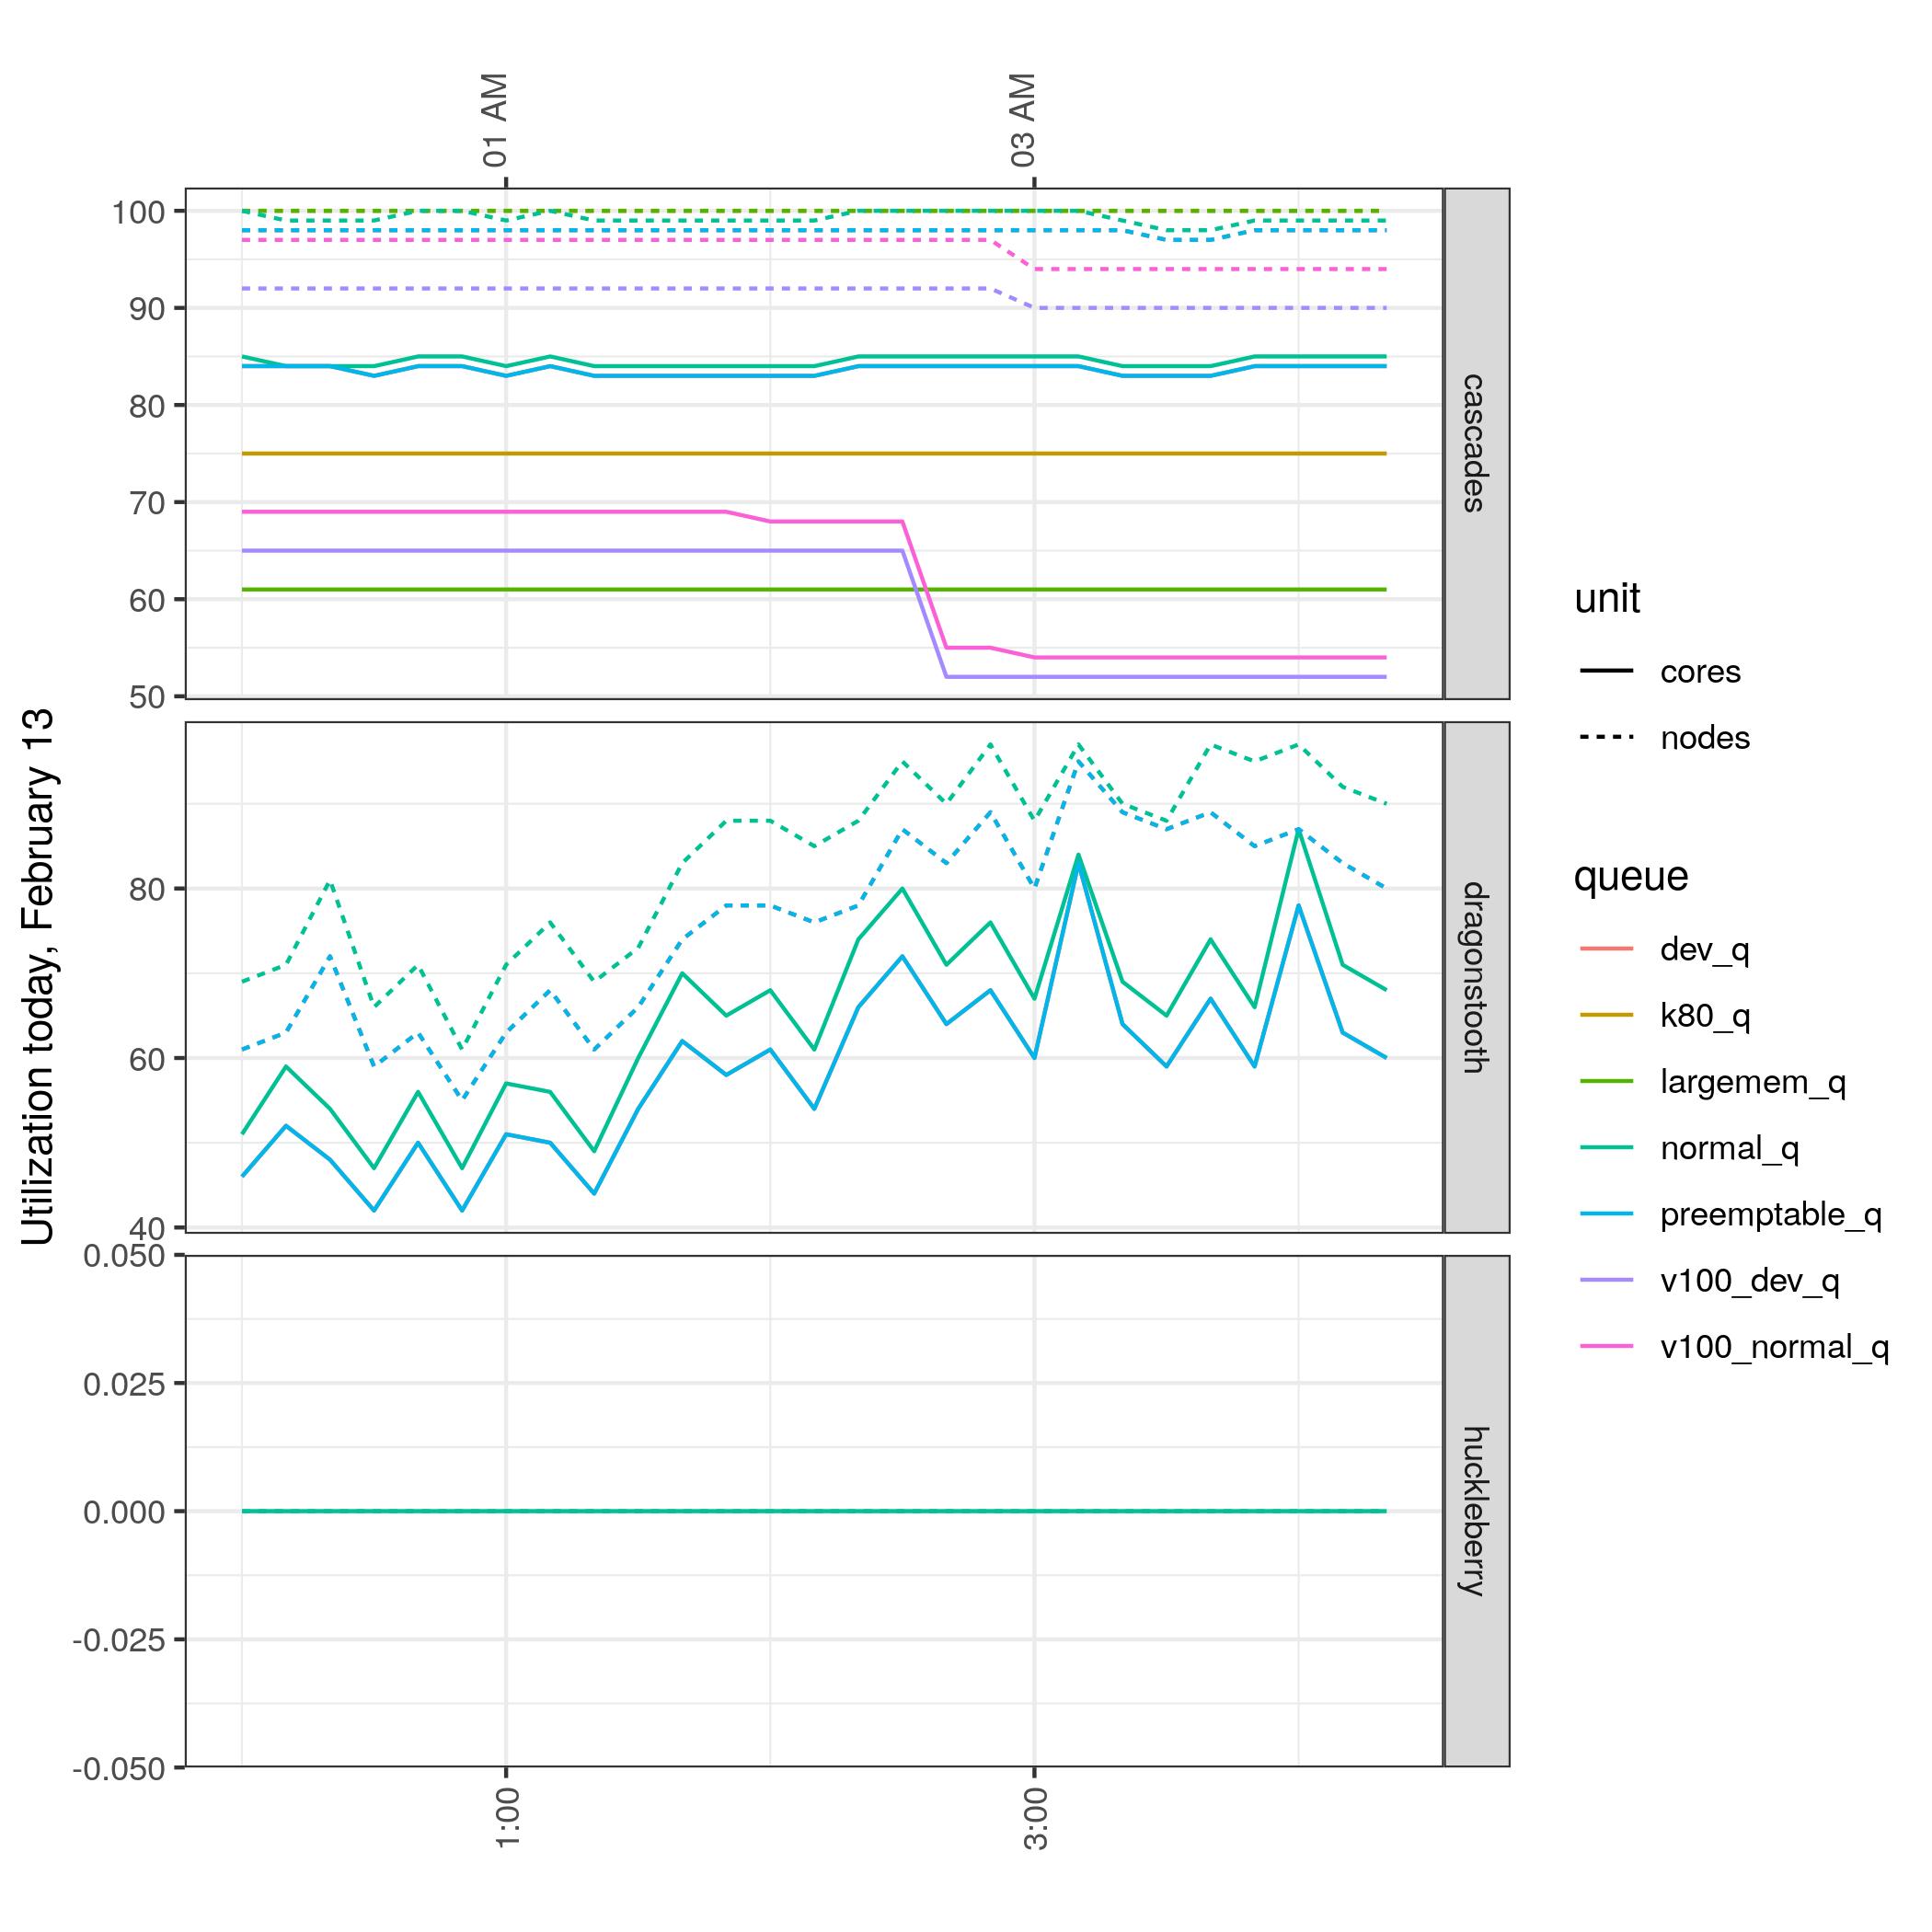 01 AM
03 AM
100
90
80
70
60
50
cascades
80
60
40
dragonstooth
0.050
0.025
0.000
-0.025
-0.050
huckleberry
1:00
3:00
Utilization today, February 13
unit
cores
nodes
queue
dev_q
k80_q
largemem_q
normal_q
preemptable_q
v100_dev_q
v100_normal_q